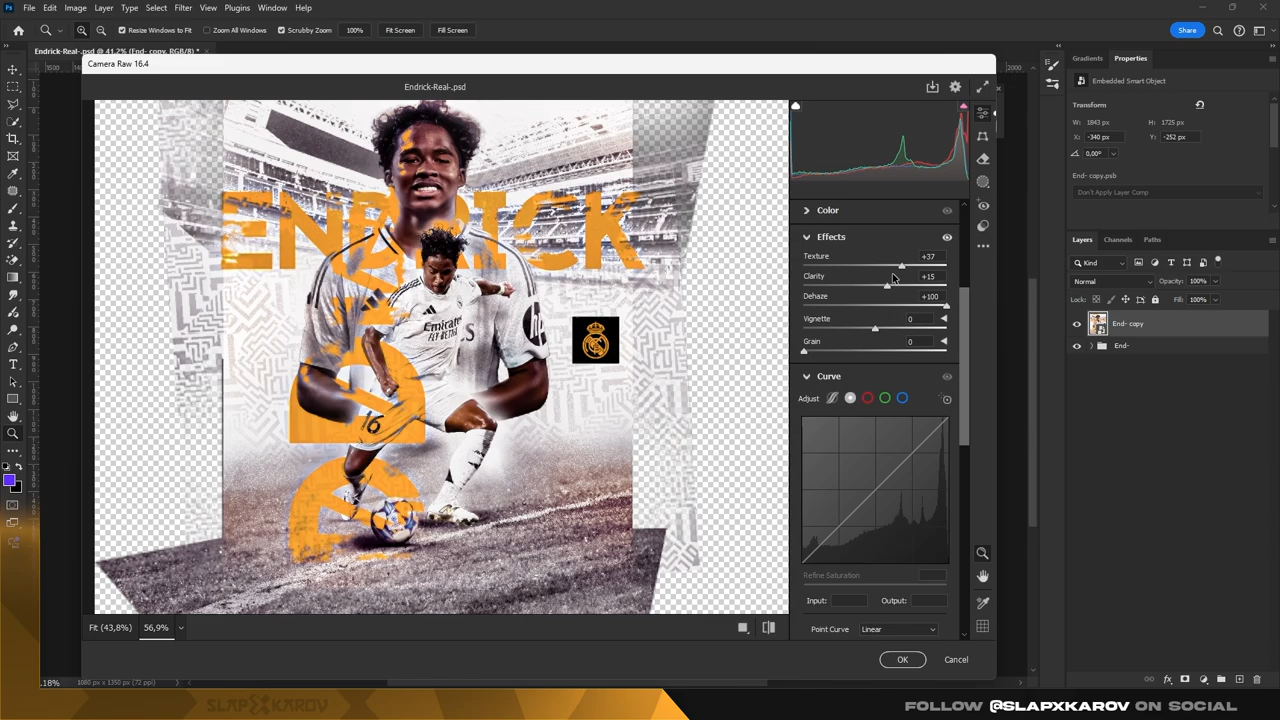 File Edit Image Layer Type Select Filter View Plugins Window Help
Resize Windows to Fit Zoom All Windows Scrubby Zoom 100% Fit Screen Fill Screen Share
Endrick-Real-.psd @ 41,2% (End- copy, RGB/8) *
Camera Raw 16.4
Endrick-Real-.psd
ENDRICK
Emirates
FLY BETTER
16
Fit (43,8%) 56,9%
Color
Effects
Texture +37
Clarity +15
Dehaze +100
Vignette 0
Grain 0
Curve
Adjust
Refine Saturation
Input: Output:
Point Curve Linear
OK Cancel
Gradients Properties
Embedded Smart Object
Transform
W: 1843 px H: 1725 px
X: -340 px Y: -252 px
0,00°
End- copy.psb
Don't Apply Layer Comp
Layers Channels Paths
Kind
Normal Opacity: 100%
Lock: Fill: 100%
End- copy
End-
.18% 1080 px x 1350 px (72 ppi)
SLAPXKAROV
FOLLOW @SLAPXKAROV ON SOCIAL